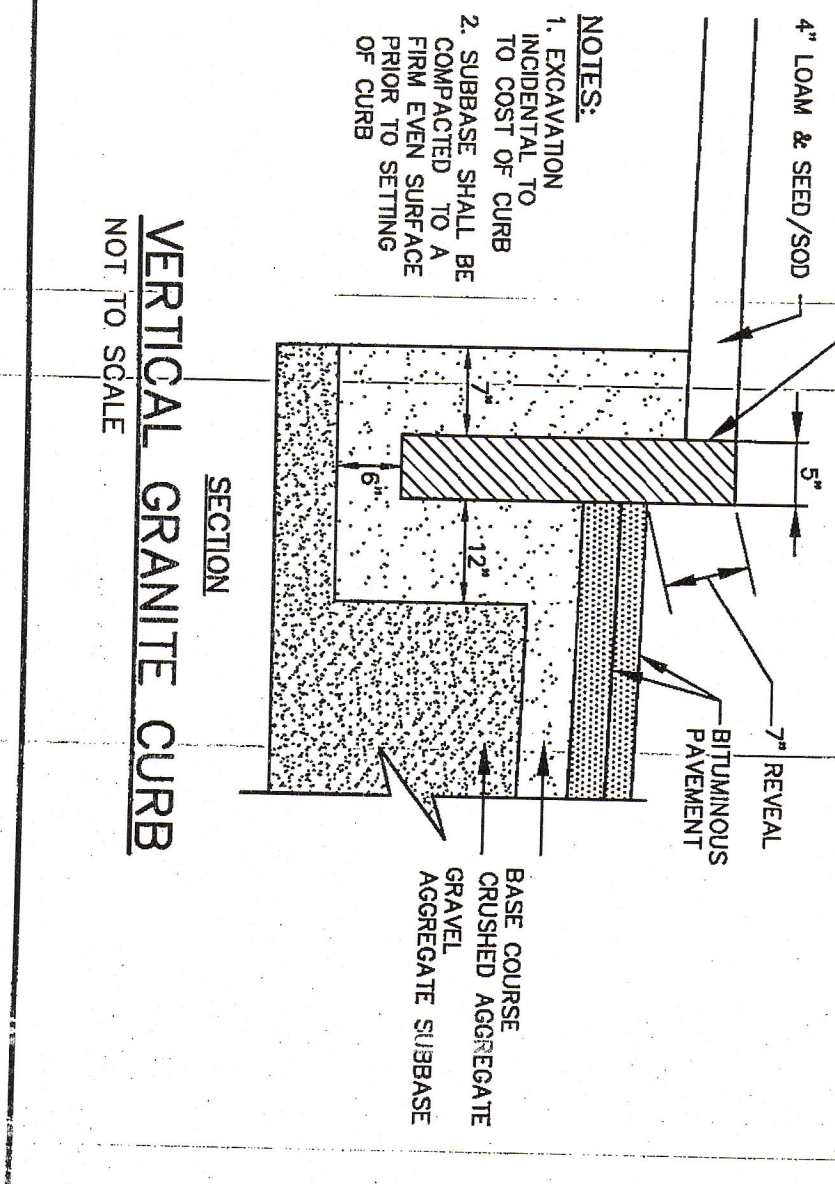 4" LOAM & SEED/SOD
5"
7" REVEAL
BITUMINOUS
PAVEMENT
NOTES:
1. EXCAVATION
INCIDENTAL TO
TO COST OF CURB
2. SUBBASE SHALL BE
COMPACTED TO A
FIRM EVEN SURFACE
PRIOR TO SETTING
OF CURB
7"
6"
12"
BASE COURSE
CRUSHED AGGREGATE
GRAVEL
AGGREGATE SUBBASE
SECTION
VERTICAL GRANITE CURB
NOT TO SCALE